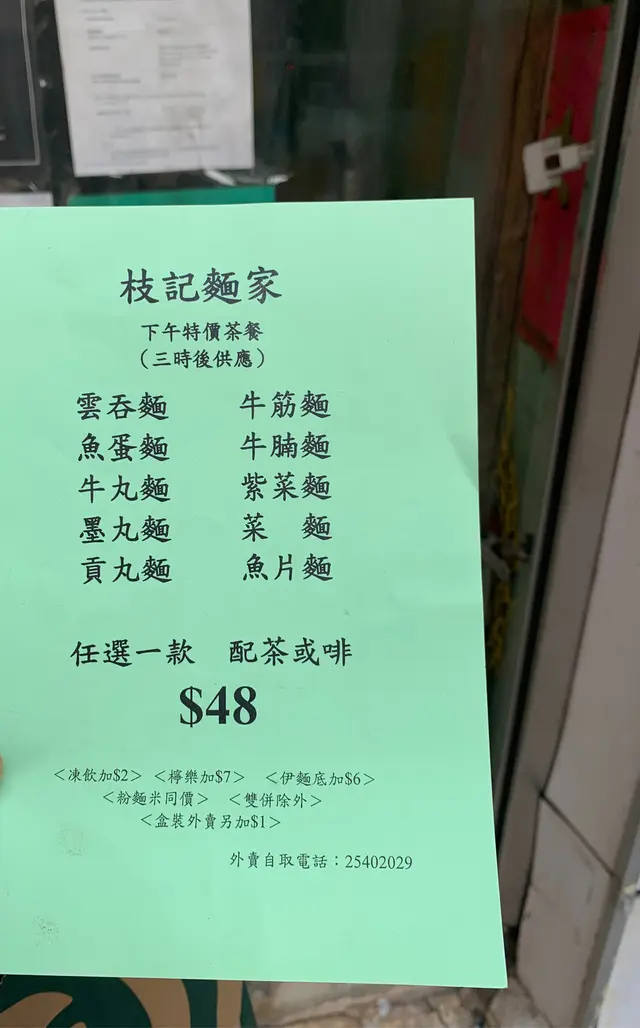 枝記麵家
下午特價茶餐
（三時後供應）
雲吞麵　牛筋麵
魚蛋麵　牛腩麵
牛丸麵　紫菜麵
墨丸麵　菜　麵
貢丸麵　魚片麵
任選一款　配茶或啡
$48
＜凍飲加$2＞ ＜檸樂加$7＞ ＜伊麵底加$6＞
＜粉麵米同價＞ ＜雙併除外＞
＜盒裝外賣另加$1＞
外賣自取電話：25402029